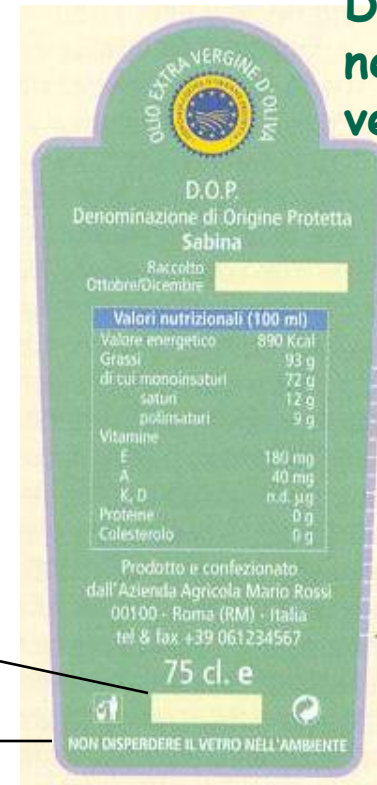 D
ne
ve
OLIO EXTRA VERGINE D'OLIVA
D.O.P.
Denominazione di Origine Protetta
Sabina
Raccolto
Ottobre/Dicembre
Valori nutrizionali (100 ml)
Valore energetico 890 Kcal
Grassi 93 g
di cui monoinsaturi 72 g
saturi 12 g
polinsaturi 9 g
Vitamine
E 180 mg
A 40 mg
K, D n.d. µg
Proteine 0 g
Colesterolo 0 g
Prodotto e confezionato
dall'Azienda Agricola Mario Rossi
00100 - Roma (RM) - Italia
tel & fax +39 061234567
75 cl. e
NON DISPERDERE IL VETRO NELL'AMBIENTE